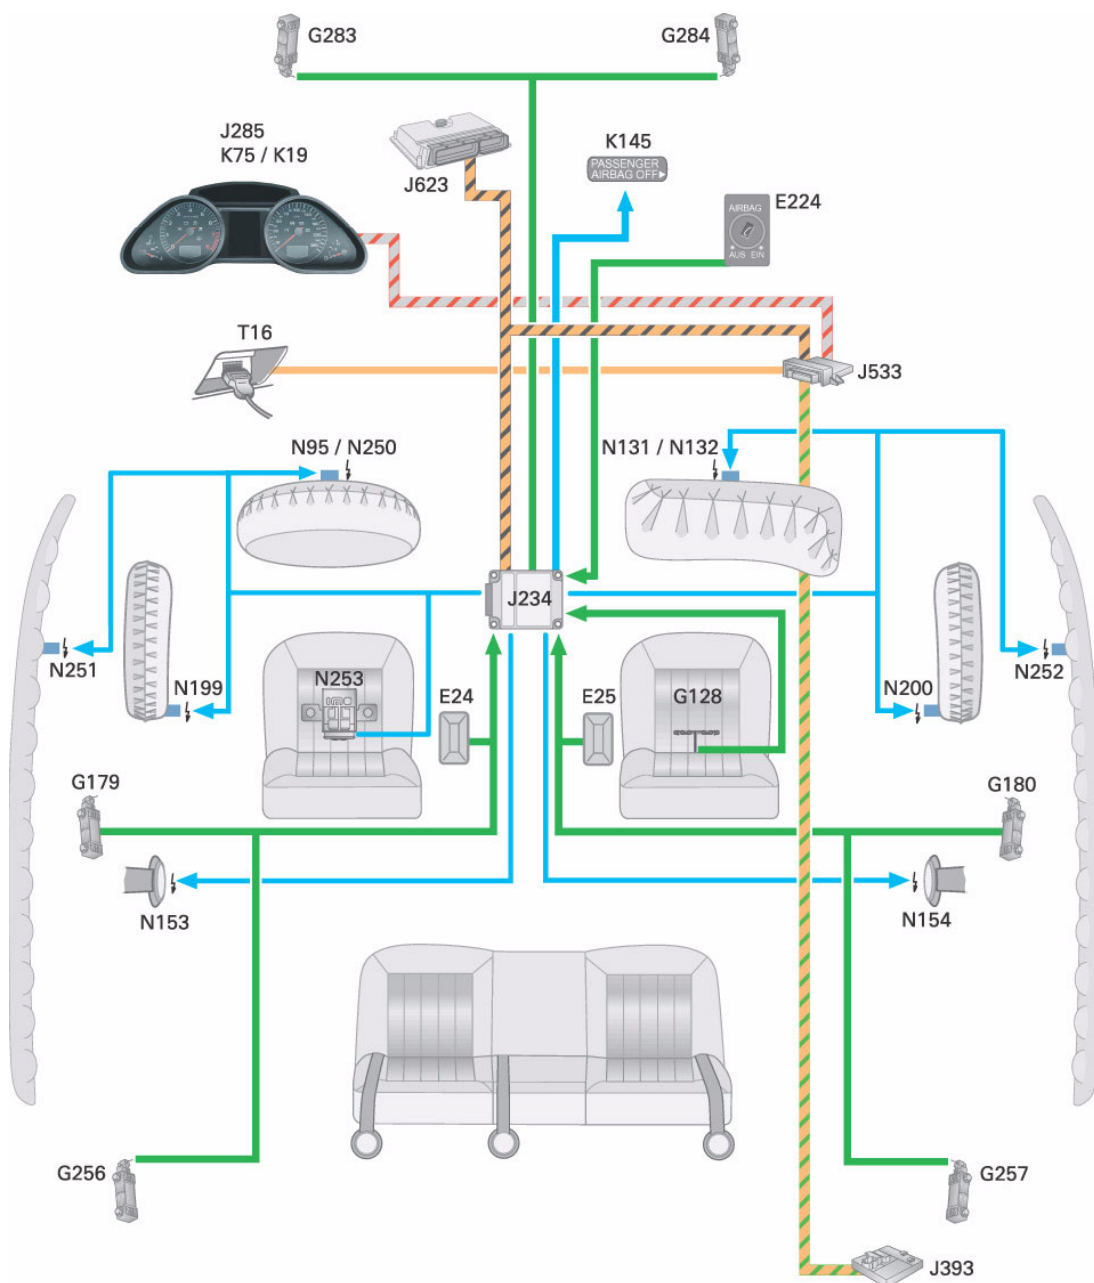 G283
G284
J285
K75 / K19
J623
K145
PASSENGER
AIRBAG OFF
E224
AIRBAG
AUS EIN
T16
J533
N95 / N250
N131 / N132
J234
N251
N199
N253
E24
E25
G128
N200
N252
G179
G180
N153
N154
G256
G257
J393